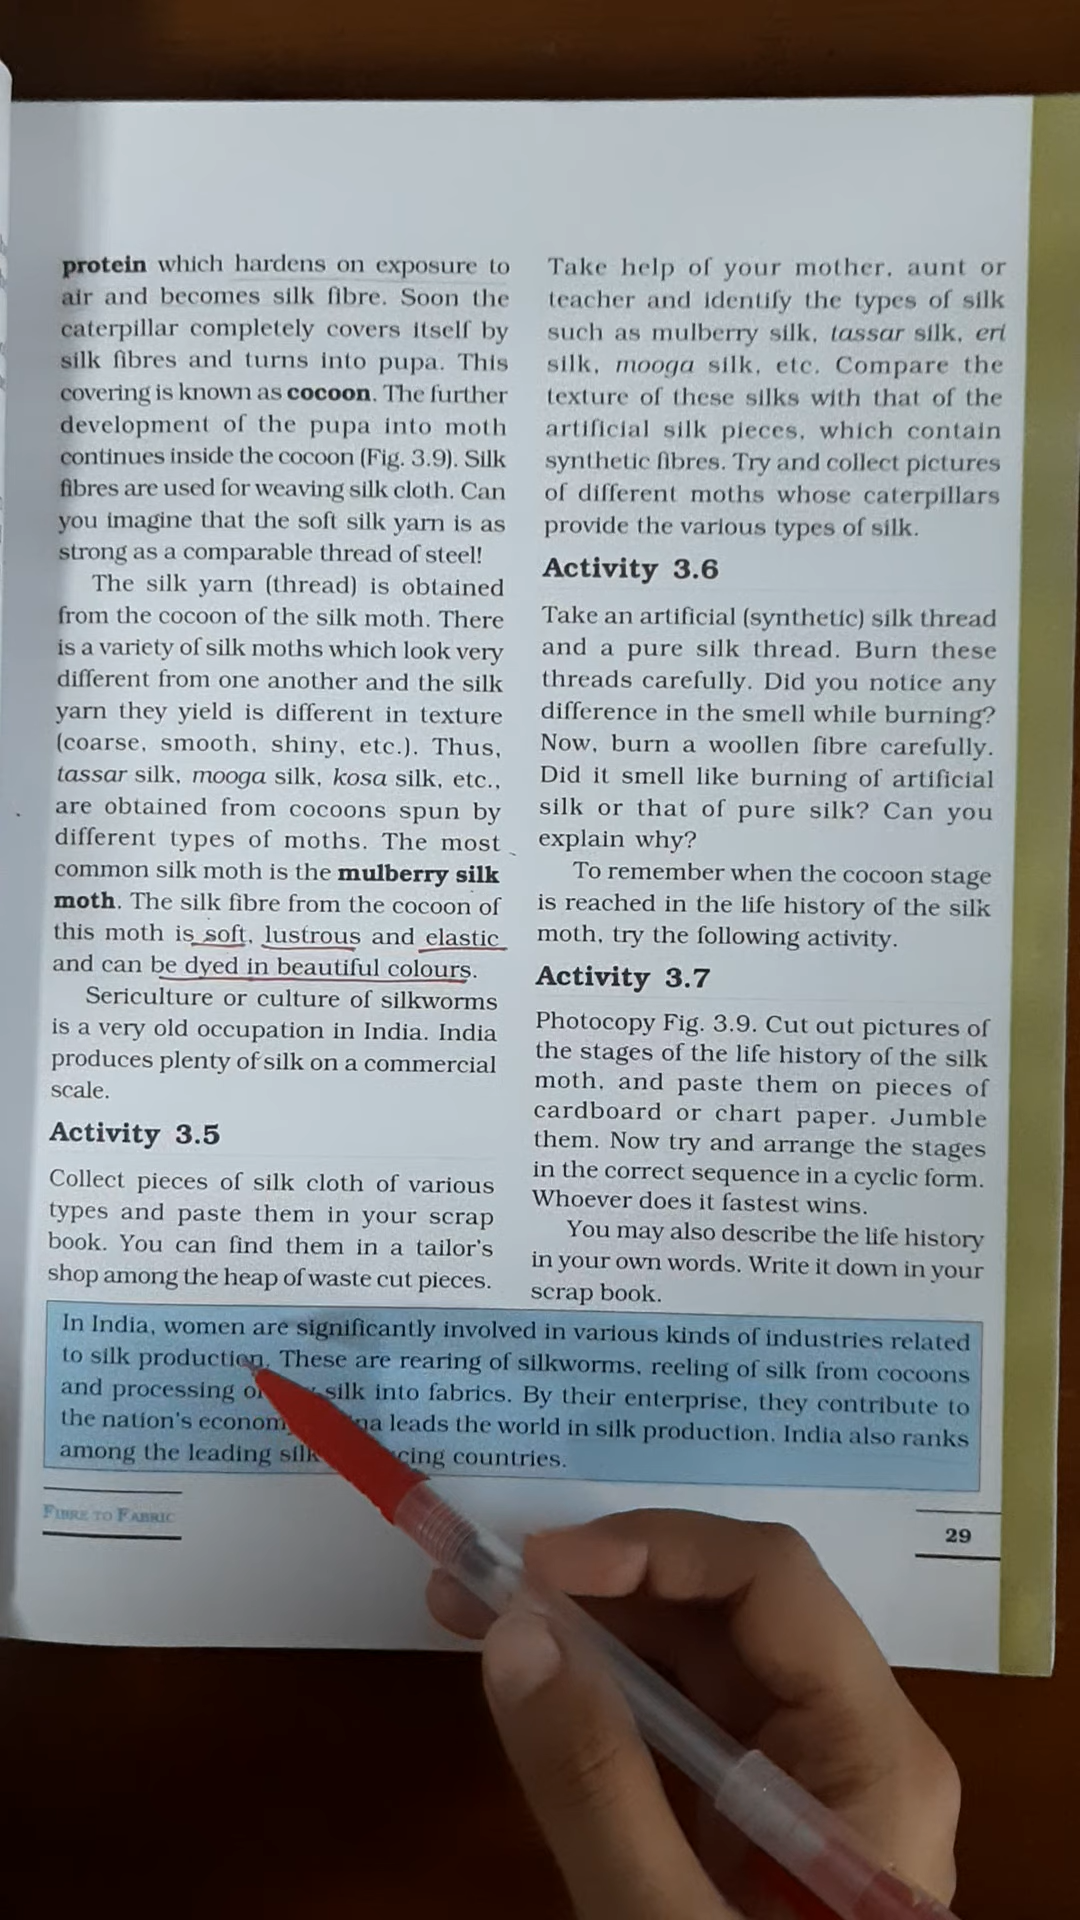 protein which hardens on exposure to
air and becomes silk fibre. Soon the
caterpillar completely covers itself by
silk fibres and turns into pupa. This
covering is known as cocoon. The further
development of the pupa into moth
continues inside the cocoon (Fig. 3.9). Silk
fibres are used for weaving silk cloth. Can
you imagine that the soft silk yarn is as
strong as a comparable thread of steel!
The silk yarn (thread) is obtained
from the cocoon of the silk moth. There
is a variety of silk moths which look very
different from one another and the silk
yarn they yield is different in texture
(coarse, smooth, shiny, etc.). Thus,
tassar silk, mooga silk, kosa silk, etc.,
are obtained from cocoons spun by
different types of moths. The most
common silk moth is the mulberry silk
moth. The silk fibre from the cocoon of
this moth is soft, lustrous and elastic
and can be dyed in beautiful colours.
Sericulture or culture of silkworms
is a very old occupation in India. India
produces plenty of silk on a commercial
scale.
Activity 3.5
Collect pieces of silk cloth of various
types and paste them in your scrap
book. You can find them in a tailor's
shop among the heap of waste cut pieces.
Take help of your mother, aunt or
teacher and identify the types of silk
such as mulberry silk, tassar silk, eri
silk, mooga silk, etc. Compare the
texture of these silks with that of the
artificial silk pieces, which contain
synthetic fibres. Try and collect pictures
of different moths whose caterpillars
provide the various types of silk.
Activity 3.6
Take an artificial (synthetic) silk thread
and a pure silk thread. Burn these
threads carefully. Did you notice any
difference in the smell while burning?
Now, burn a woollen fibre carefully.
Did it smell like burning of artificial
silk or that of pure silk? Can you
explain why?
To remember when the cocoon stage
is reached in the life history of the silk
moth, try the following activity.
Activity 3.7
Photocopy Fig. 3.9. Cut out pictures of
the stages of the life history of the silk
moth, and paste them on pieces of
cardboard or chart paper. Jumble
them. Now try and arrange the stages
in the correct sequence in a cyclic form.
Whoever does it fastest wins.
You may also describe the life history
in your own words. Write it down in your
scrap book.
In India, women are significantly involved in various kinds of industries related
to silk production. These are rearing of silkworms, reeling of silk from cocoons
and processing silk into fabrics. By their enterprise, they contribute to
the nation's leads the world in silk production. India also ranks
among the leading countries.
FIBRE TO FABRIC
29